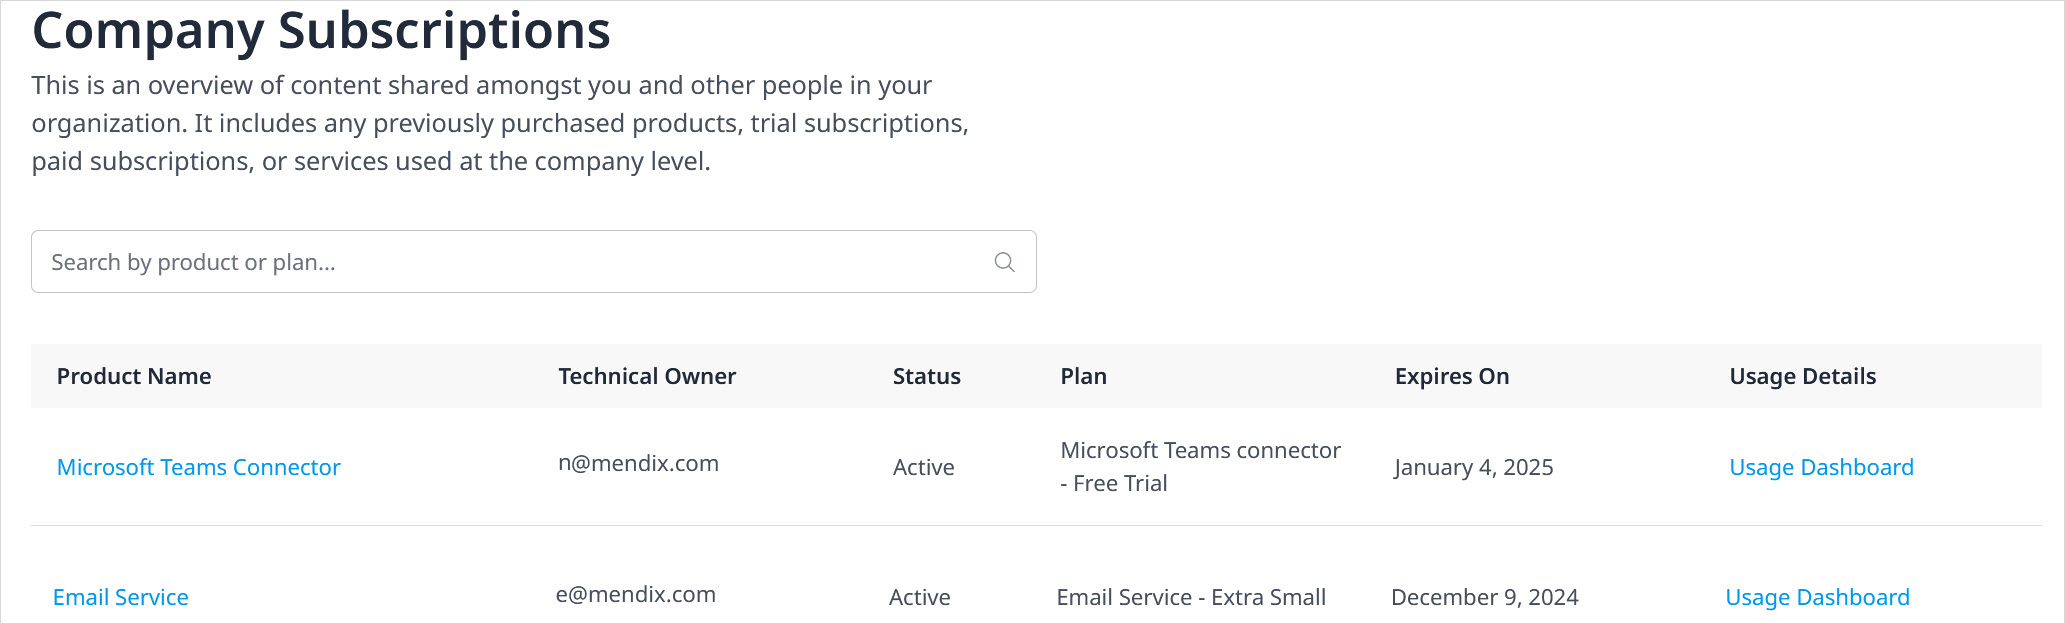 Company Subscriptions
This is an overview of content shared amongst you and other people in your
organization. It includes any previously purchased products, trial subscriptions,
paid subscriptions, or services used at the company level.
Search by product or plan...
Product Name Technical Owner Status Plan Expires On Usage Details
Microsoft Teams Connector n@mendix.com Active Microsoft Teams connector January 4, 2025 Usage Dashboard
- Free Trial
Email Service e@mendix.com Active Email Service - Extra Small December 9, 2024 Usage Dashboard